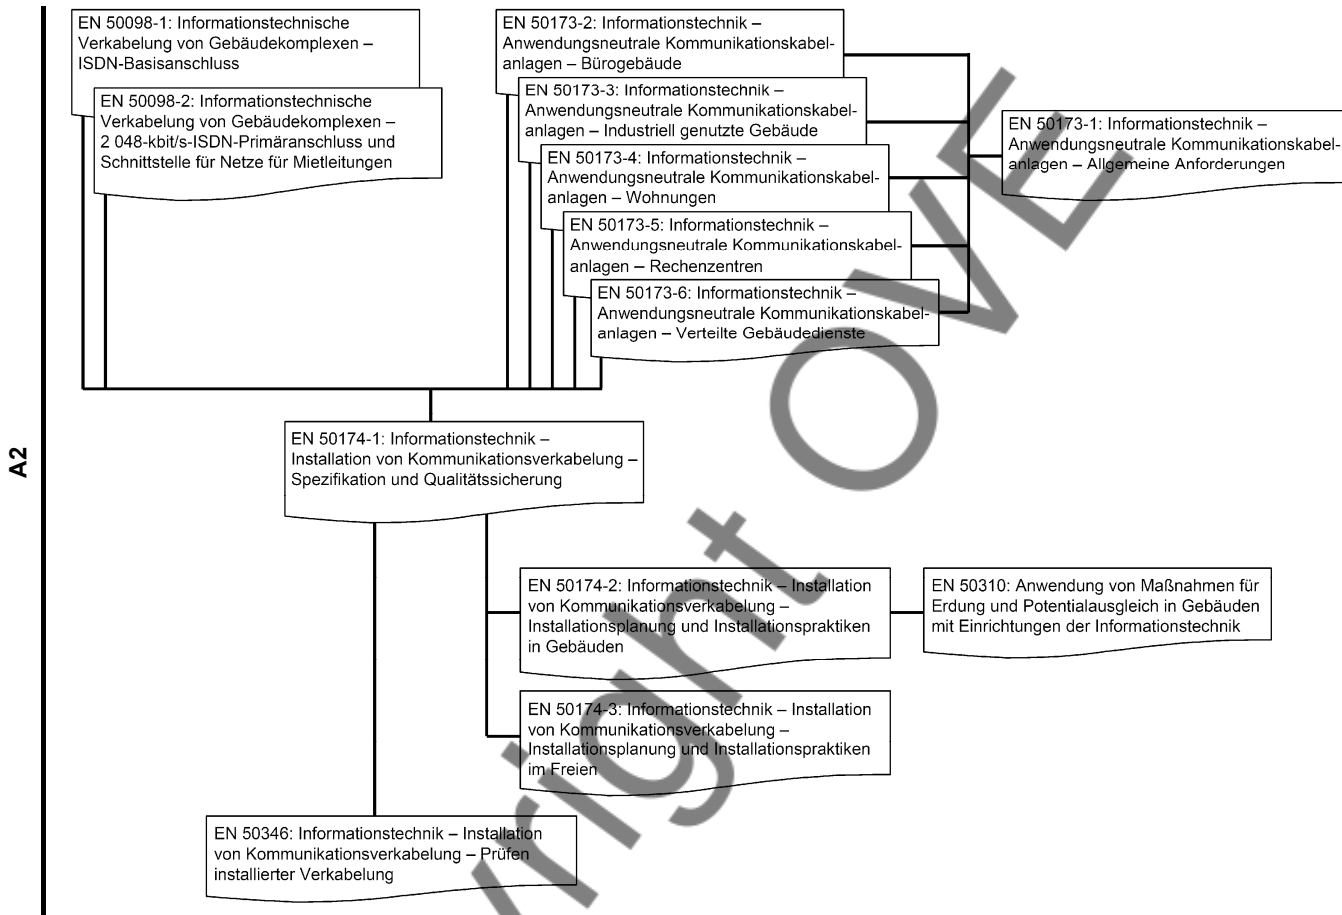 EN 50098-1: Informationstechnische
Verkabelung von Gebäudekomplexen –
ISDN-Basisanschluss
EN 50098-2: Informationstechnische
Verkabelung von Gebäudekomplexen –
2 048-kbit/s-ISDN-Primäranschluss und
Schnittstelle für Netze für Mietleitungen
EN 50173-2: Informationstechnik –
Anwendungsneutrale Kommunikationskabel-
anlagen – Bürogebäude
EN 50173-3: Informationstechnik –
Anwendungsneutrale Kommunikationskabel-
anlagen – Industriell genutzte Gebäude
EN 50173-4: Informationstechnik –
Anwendungsneutrale Kommunikationskabel-
anlagen – Wohnungen
EN 50173-5: Informationstechnik –
Anwendungsneutrale Kommunikationskabel-
anlagen – Rechenzentren
EN 50173-6: Informationstechnik –
Anwendungsneutrale Kommunikationskabel-
anlagen – Verteilte Gebäudedienste
EN 50173-1: Informationstechnik –
Anwendungsneutrale Kommunikationskabel-
anlagen – Allgemeine Anforderungen
A2
EN 50174-1: Informationstechnik –
Installation von Kommunikationsverkabelung –
Spezifikation und Qualitätssicherung
EN 50174-2: Informationstechnik – Installation
von Kommunikationsverkabelung –
Installationsplanung und Installationspraktiken
in Gebäuden
EN 50310: Anwendung von Maßnahmen für
Erdung und Potentialausgleich in Gebäuden
mit Einrichtungen der Informationstechnik
EN 50174-3: Informationstechnik – Installation
von Kommunikationsverkabelung –
Installationsplanung und Installationspraktiken
im Freien
EN 50346: Informationstechnik – Installation
von Kommunikationsverkabelung – Prüfen
installierter Verkabelung
yright OVE